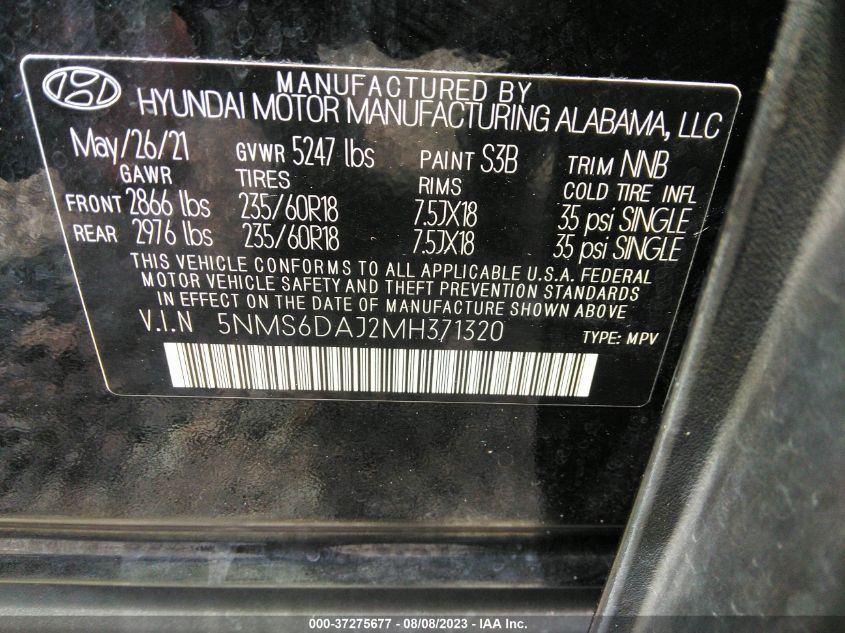 MANUFACTURED BY
HYUNDAI MOTOR MANUFACTURING ALABAMA, LLC
May/26/21 GVWR 5247 lbs PAINT S3B TRIM NNB
GAWR TIRES RIMS COLD TIRE INFL
FRONT 2866 lbs 235/60R18 7.5JX18 35 psi SINGLE
REAR 2976 lbs 235/60R18 7.5JX18 35 psi SINGLE
THIS VEHICLE CONFORMS TO ALL APPLICABLE U.S.A. FEDERAL
MOTOR VEHICLE SAFETY AND THEFT PREVENTION STANDARDS
IN EFFECT ON THE DATE OF MANUFACTURE SHOWN ABOVE
V.I.N 5NMS6DAJ2MH371320 TYPE: MPV
000-37275677 - 08/08/2023 - IAA Inc.